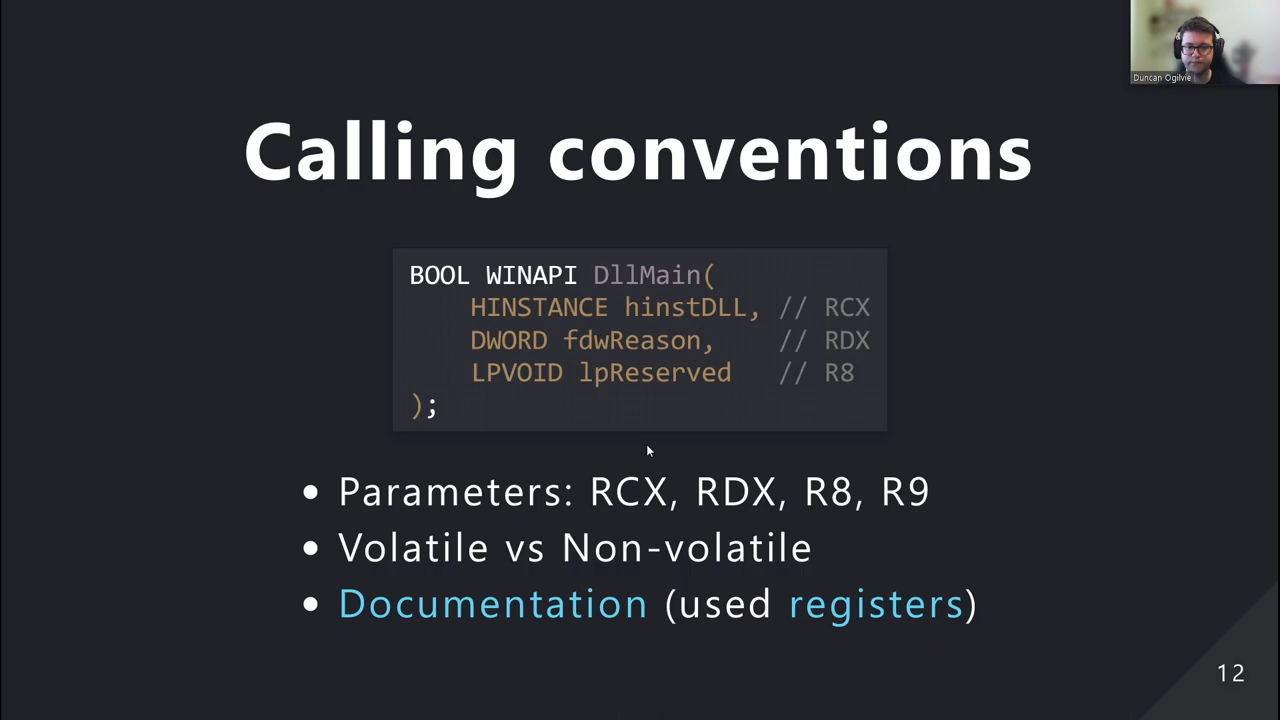 Duncan Ogilvie
Calling conventions
BOOL WINAPI DllMain(
HINSTANCE hinstDLL, // RCX
DWORD fdwReason, // RDX
LPVOID lpReserved // R8
);
Parameters: RCX, RDX, R8, R9
Volatile vs Non-volatile
Documentation (used registers)
12